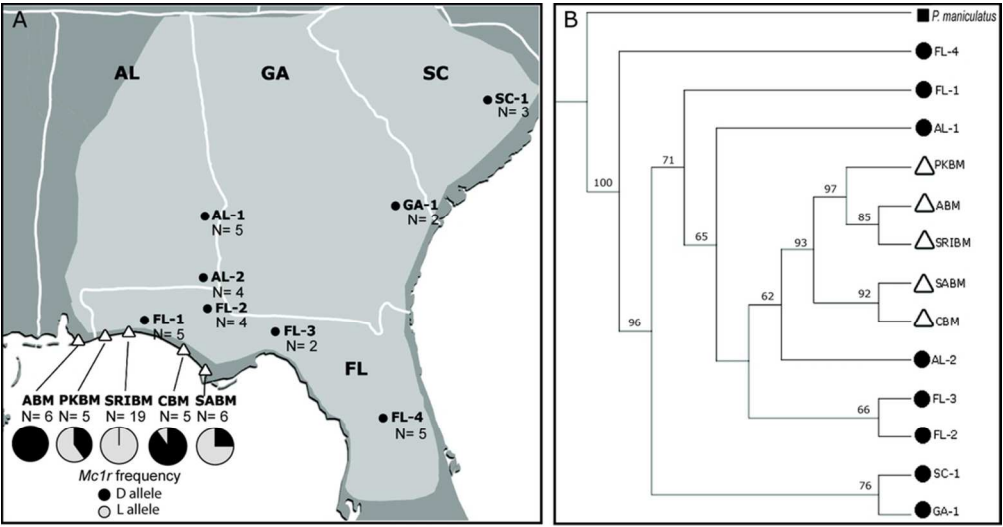 A
AL
GA
SC
SC-1
N= 3
GA-1
N= 2
AL-1
N= 5
AL-2
N= 4
FL-2
N= 4
FL-1
N= 5
FL-3
N= 2
FL
FL-4
N= 5
ABM PKBM SRIBM CBM SABM
N= 6 N= 5 N= 19 N= 5 N= 6
Mc1r frequency
D allele
L allele
B
P. maniculatus
FL-4
FL-1
AL-1
PKBM
ABM
SRIBM
SABM
CBM
AL-2
FL-3
FL-2
SC-1
GA-1
100
96
71
65
62
93
97
85
92
66
76